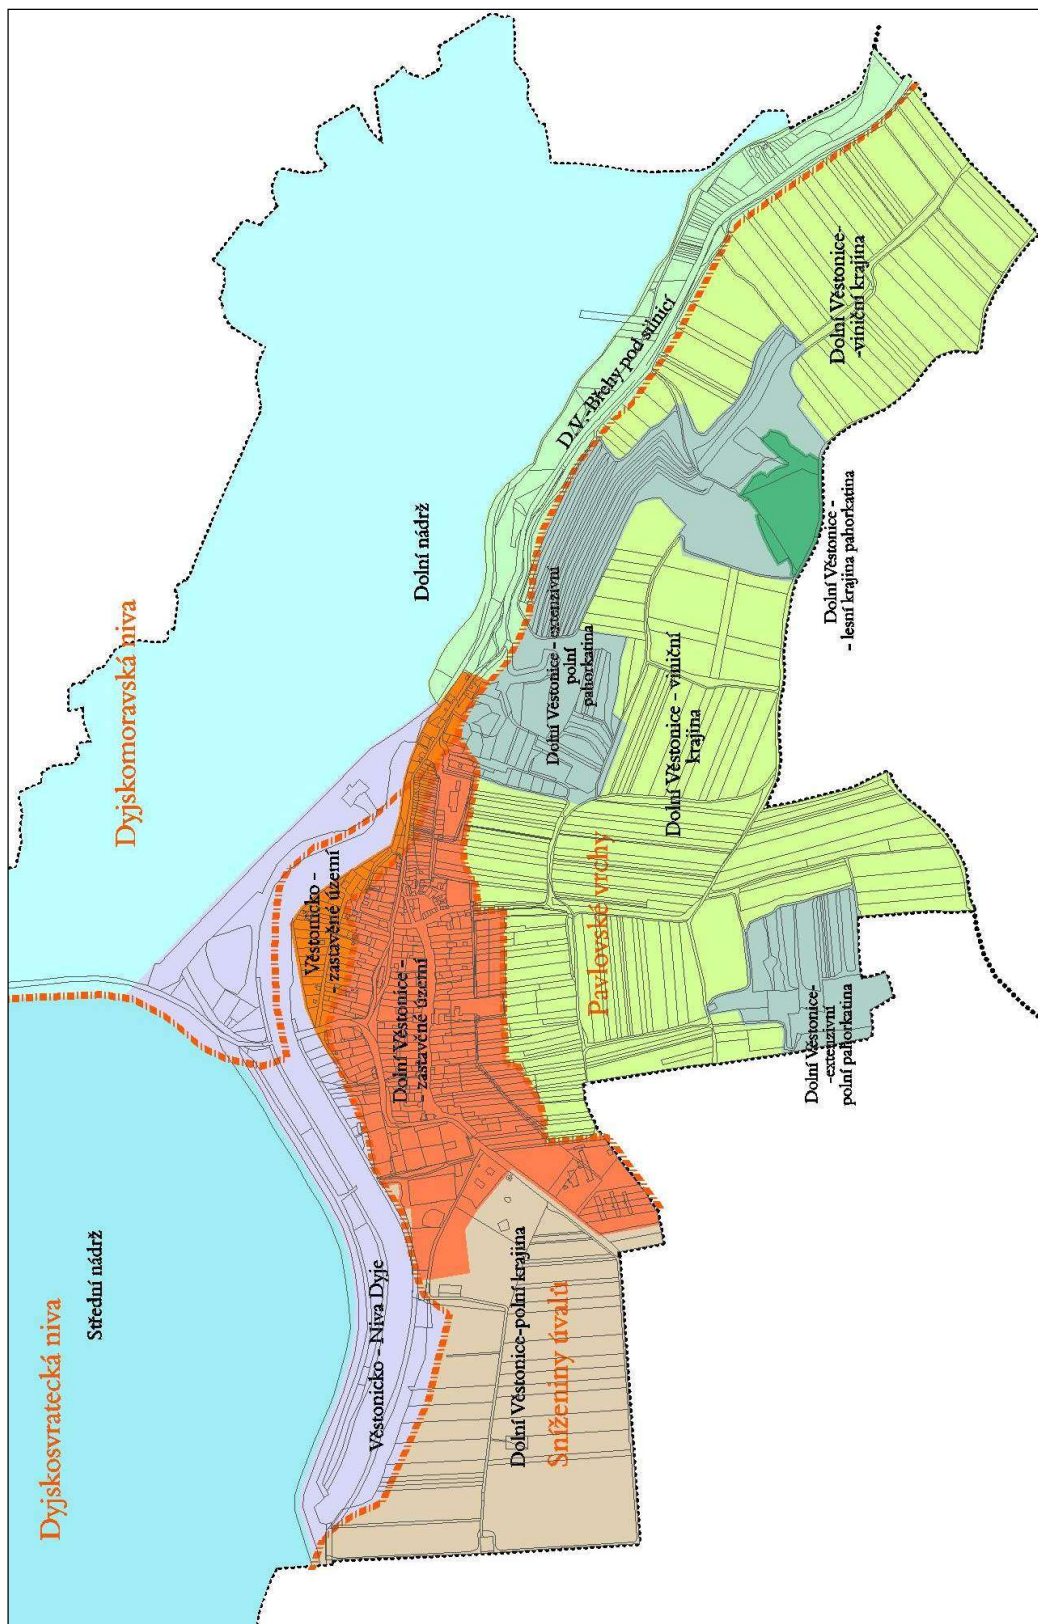 Dyjskosvratecká niva
Střední nádrž
Dyjskomoravská niva
Dolní nádrž
Věstonicko - Niva Dyje
Věstonicko -
- zastavěné území
Dolní Věstonice -
- zastavěné území
D.V.-Břehy pod silnicí
Dolní Věstonice-polní krajina
Sníženiny úvalů
Dolní Věstonice - extenzivní
polní
pahorkatina
Pavlovské vrchy
Dolní Věstonice - viniční
krajina
Dolní Věstonice-
-viniční krajina
Dolní Věstonice-
-extenzivní
polní pahorkatina
Dolní Věstonice -
- lesní krajina pahorkatina